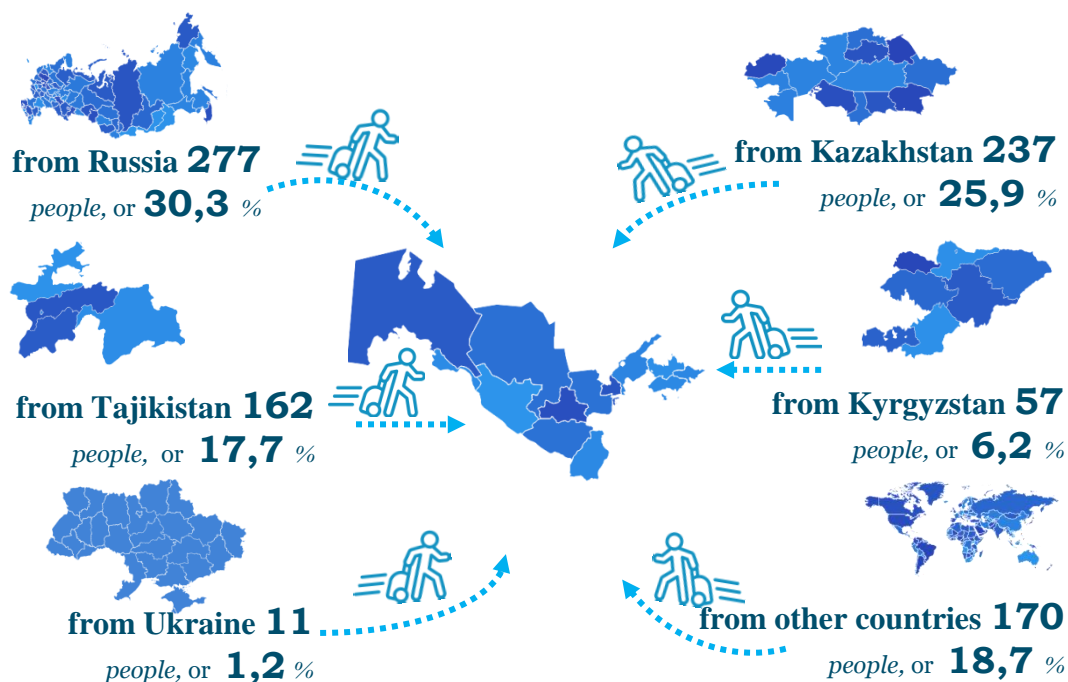 from Russia 277
people, or 30,3 %
from Kazakhstan 237
people, or 25,9 %
from Tajikistan 162
people, or 17,7 %
from Kyrgyzstan 57
people, or 6,2 %
from Ukraine 11
people, or 1,2 %
from other countries 170
people, or 18,7 %